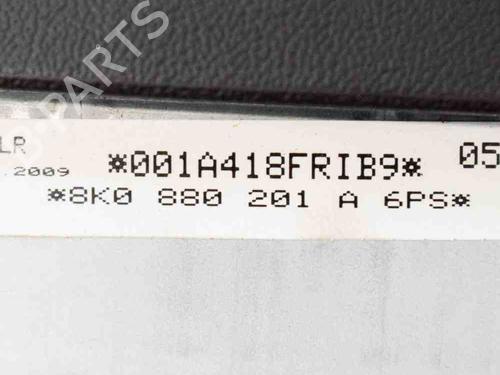 LR *001A418FRIB9* 05
.2009 *8K0 880 201 A 6PS*
PARTS